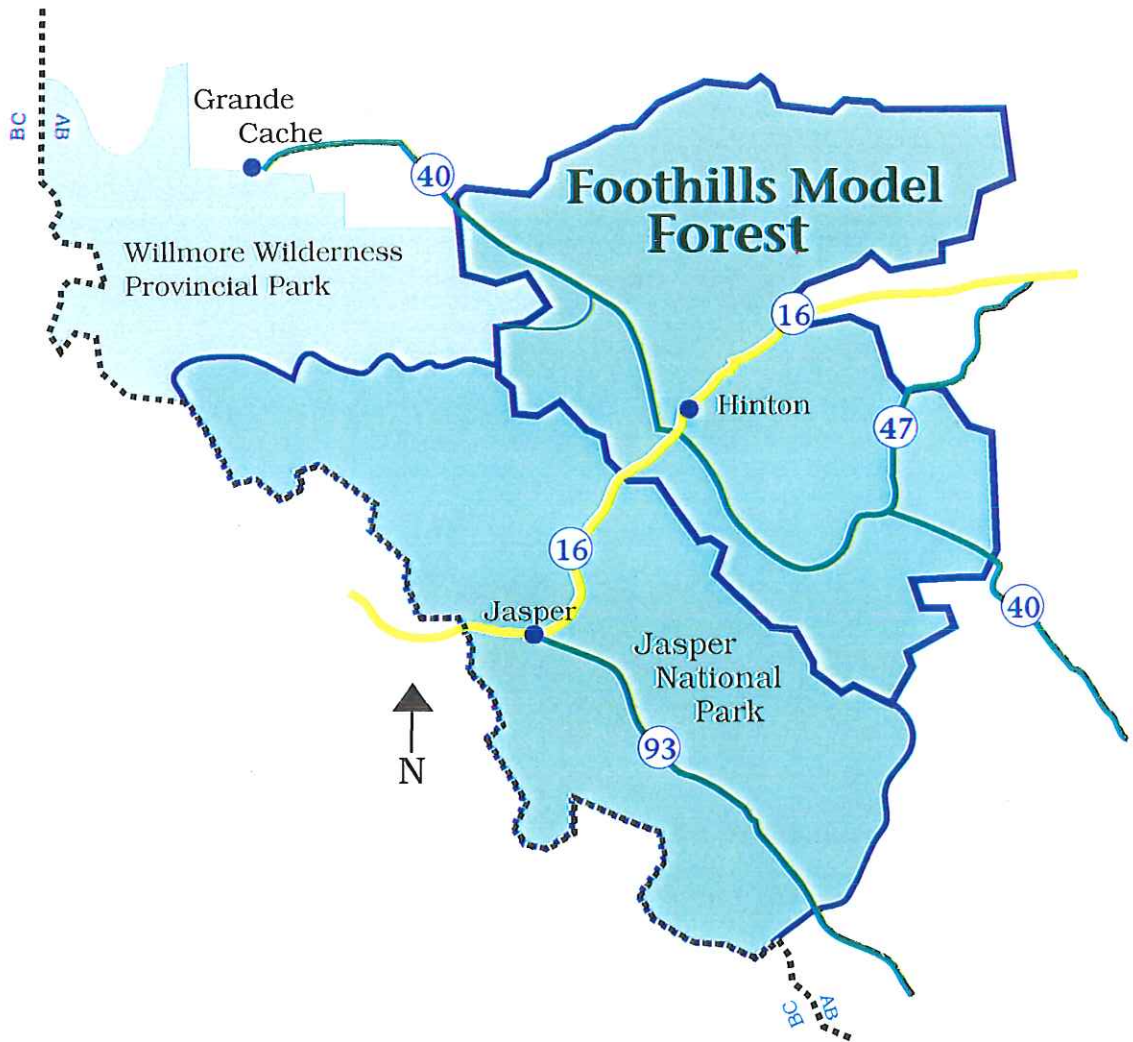 BC
AB
Grande
Cache
40
Foothills Model
Forest
Willmore Wilderness
Provincial Park
16
Hinton
47
16
Jasper
40
Jasper
National
Park
N
93
BC
AB